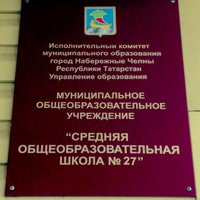 Исполнительный комитет
муниципального образования
город Набережные Челны
Республики Татарстан
Управление образования
МУНИЦИПАЛЬНОЕ
ОБЩЕОБРАЗОВАТЕЛЬНОЕ
УЧРЕЖДЕНИЕ
“СРЕДНЯЯ
ОБЩЕОБРАЗОВАТЕЛЬНАЯ
ШКОЛА № 27”